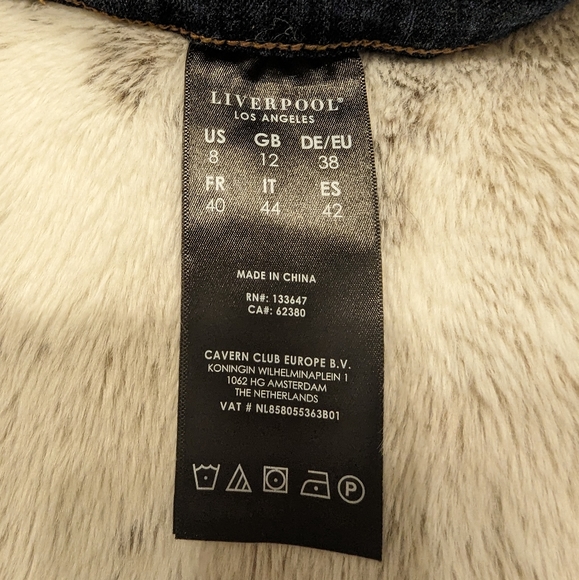 LIVERPOOL®
LOS ANGELES
US GB DE/EU
8 12 38
FR IT ES
40 44 42
MADE IN CHINA
RN#: 133647
CA#: 62380
CAVERN CLUB EUROPE B.V.
KONINGIN WILHELMINAPLEIN 1
1062 HG AMSTERDAM
THE NETHERLANDS
VAT # NL858055363B01
P